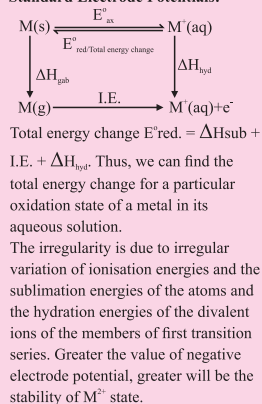 Standard Electrode Potentials:
E°ax
M(s) M⁺(aq)
E°red/Total energy change
ΔHgab ΔHhyd
M(g) I.E. M⁺(aq)+e⁻
Total energy change E°red. = ΔHsub +
I.E. + ΔHhyd. Thus, we can find the
total energy change for a particular
oxidation state of a metal in its
aqueous solution.
The irregularity is due to irregular
variation of ionisation energies and the
sublimation energies of the atoms and
the hydration energies of the divalent
ions of the members of first transition
series. Greater the value of negative
electrode potential, greater will be the
stability of M²⁺ state.